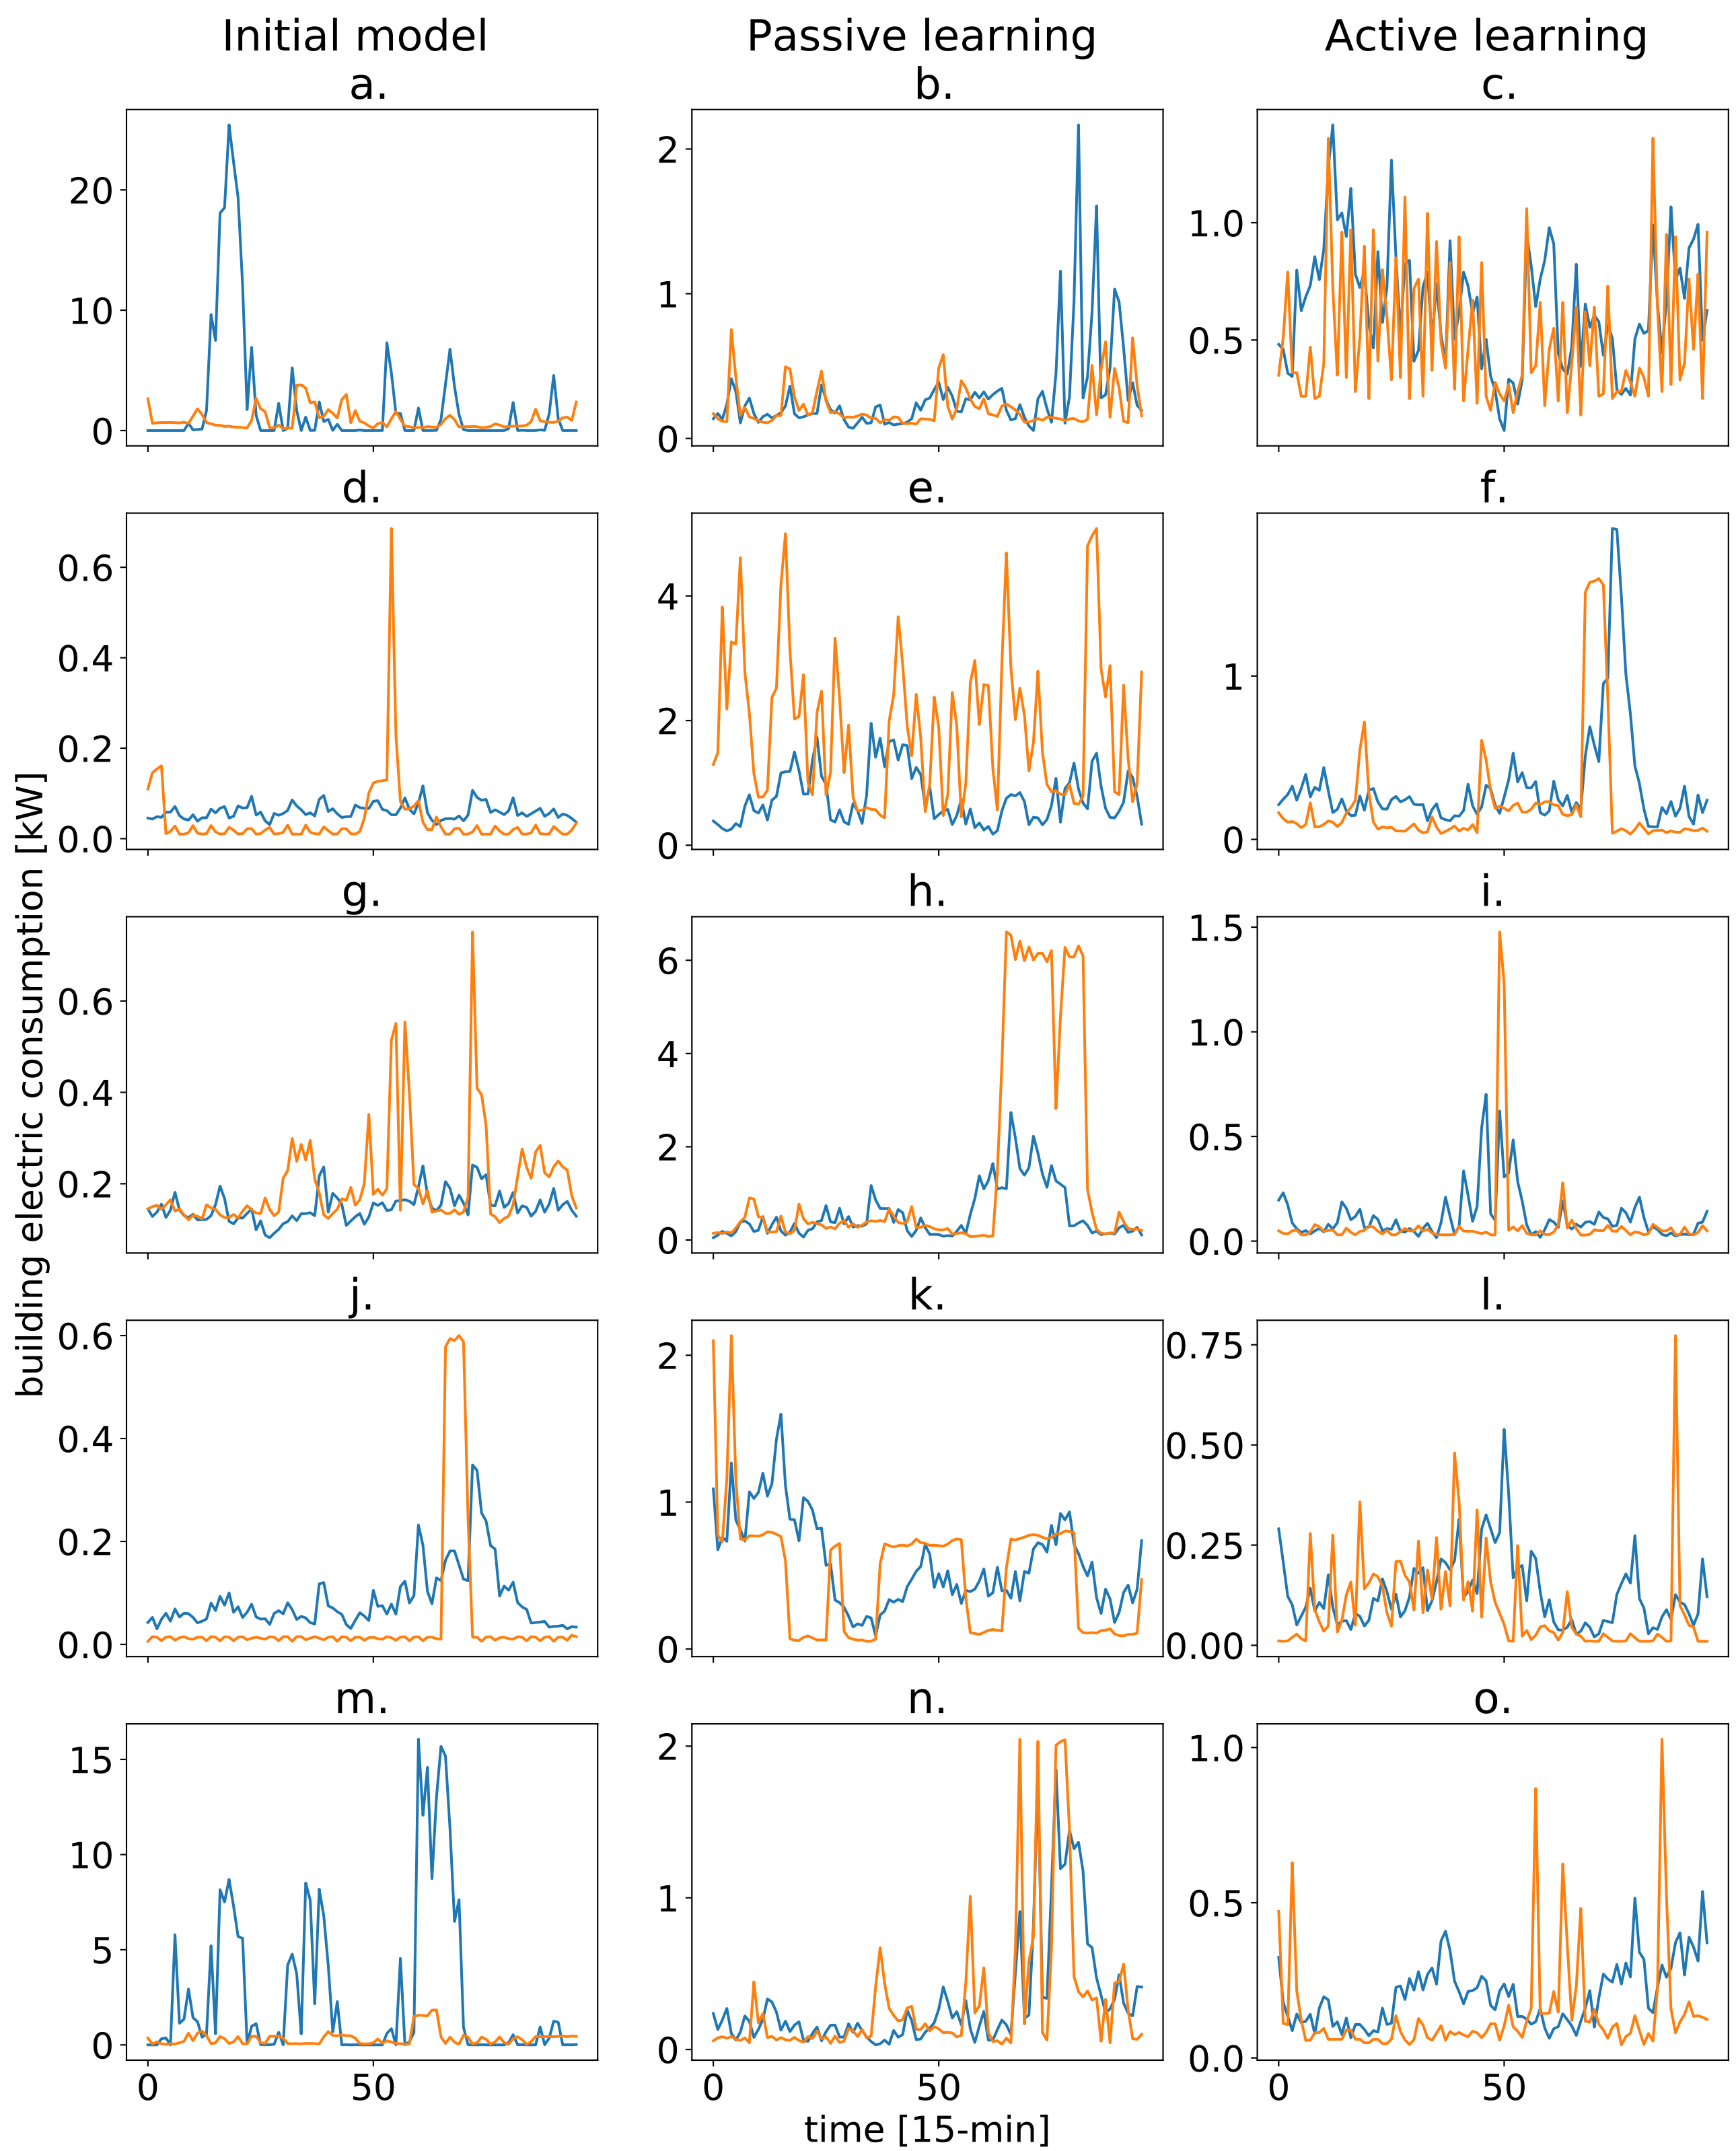 Initial model Passive learning Active learning
a. b. c.
20 2 1.0
10 1 0.5
0 0
d. e. f.
0.6 4 1
0.4 2 0
0.2 0
0.0
g. h. i.
0.6 6 1.5
0.4 4 1.0
0.2 2 0.5
0 0.0
building electric consumption [kW]
j. k. l.
0.6 2 0.75
0.4 1 0.50
0.2 0 0.25
0.0 0.00
m. n. o.
15 2 1.0
10 1 0.5
5 0 0.0
0
0 50 0 50 0 50
time [15-min]